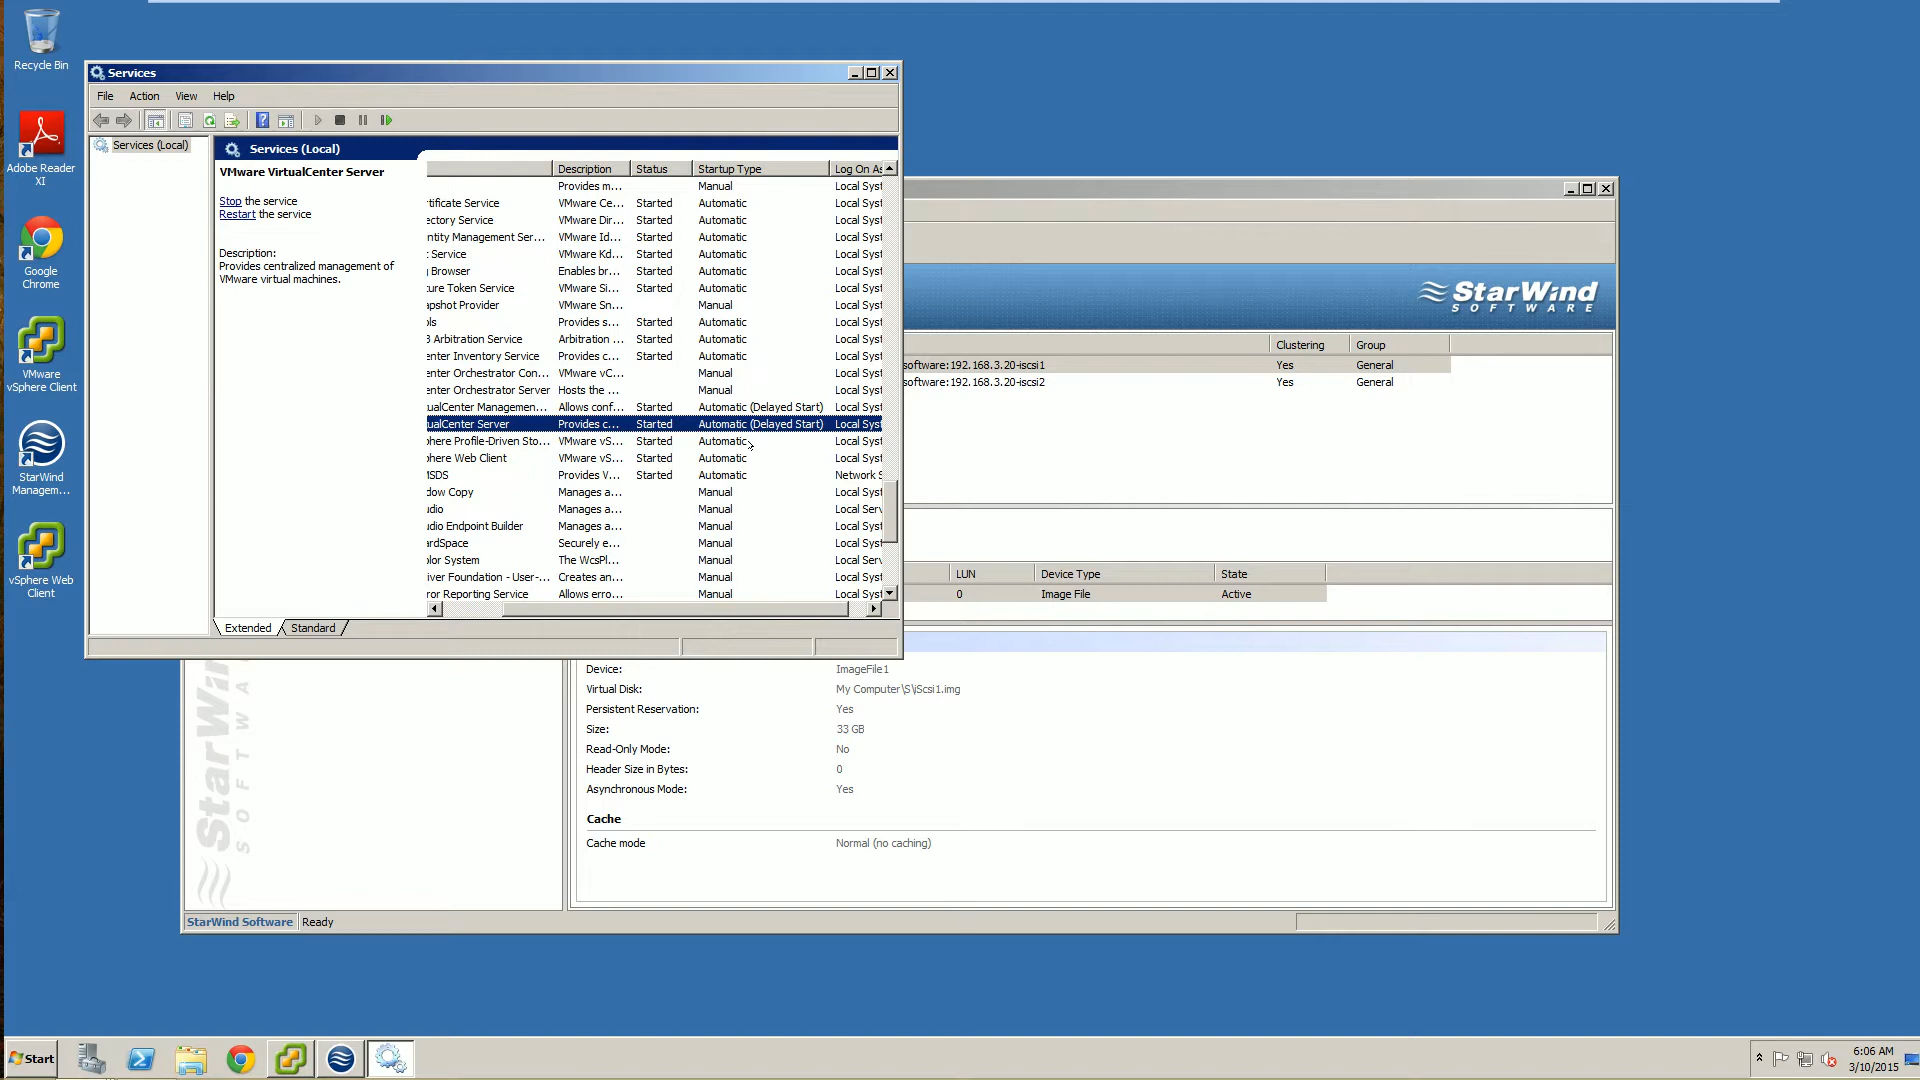 Recycle Bin
Adobe Reader
XI
Google
Chrome
VMware
vSphere Client
StarWind
Managem...
vSphere Web
Client
Services
File Action View Help
Services (Local)
Services (Local)
VMware VirtualCenter Server
Stop the service
Restart the service
Description:
Provides centralized management of
VMware virtual machines.
Description Status Startup Type Log On As
Provides m... Manual Local Syst
tificate Service VMware Ce... Started Automatic Local Syst
ectory Service VMware Dir... Started Automatic Local Syst
entity Management Ser... VMware Id... Started Automatic Local Syst
t Service VMware Kd... Started Automatic Local Syst
g Browser Enables br... Started Automatic Local Syst
ure Token Service VMware Si... Started Automatic Local Syst
apshot Provider VMware Sn... Manual Local Syst
ols Provides s... Started Automatic Local Syst
B Arbitration Service Arbitration ... Started Automatic Local Syst
enter Inventory Service Provides c... Started Automatic Local Syst
enter Orchestrator Con... VMware vC... Manual Local Syst
enter Orchestrator Server Hosts the ... Manual Local Syst
tualCenter Managemen... Allows conf... Started Automatic (Delayed Start) Local Syst
tualCenter Server Provides c... Started Automatic (Delayed Start) Local Syst
phere Profile-Driven Sto... VMware vS... Started Automatic Local Syst
phere Web Client VMware vS... Started Automatic Local Syst
MSDS Provides V... Started Automatic Network S
dow Copy Manages a... Manual Local Syst
udio Manages a... Manual Local Serv
udio Endpoint Builder Manages a... Manual Local Syst
ardSpace Securely e... Manual Local Syst
olor System The WcsPl... Manual Local Serv
river Foundation - User-... Creates an... Manual Local Syst
ror Reporting Service Allows erro... Manual Local Syst
Extended Standard
StarWind
SOFTWARE
Clustering Group
software:192.168.3.20-iscsi1 Yes General
software:192.168.3.20-iscsi2 Yes General
LUN Device Type State
0 Image File Active
Device: ImageFile1
Virtual Disk: My Computer\S\iScsi1.img
Persistent Reservation: Yes
Size: 33 GB
Read-Only Mode: No
Header Size in Bytes: 0
Asynchronous Mode: Yes
Cache
Cache mode Normal (no caching)
StarWind
SOFTWA
StarWind Software Ready
Start
6:06 AM
3/10/2015